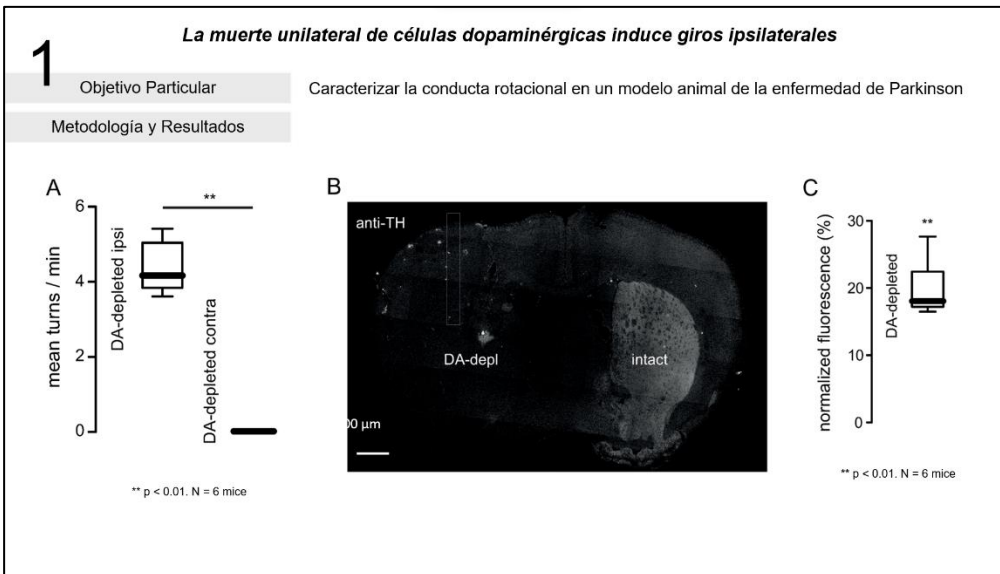 La muerte unilateral de células dopaminérgicas induce giros ipsilaterales
1
Objetivo Particular
Caracterizar la conducta rotacional en un modelo animal de la enfermedad de Parkinson
Metodología y Resultados
A
mean turns / min
6
4
2
0
DA-depleted ipsi
DA-depleted contra
**
** p < 0.01. N = 6 mice
B
anti-TH
DA-depl
intact
00 µm
C
normalized fluorescence (%)
30
20
10
0
DA-depleted
**
** p < 0.01. N = 6 mice